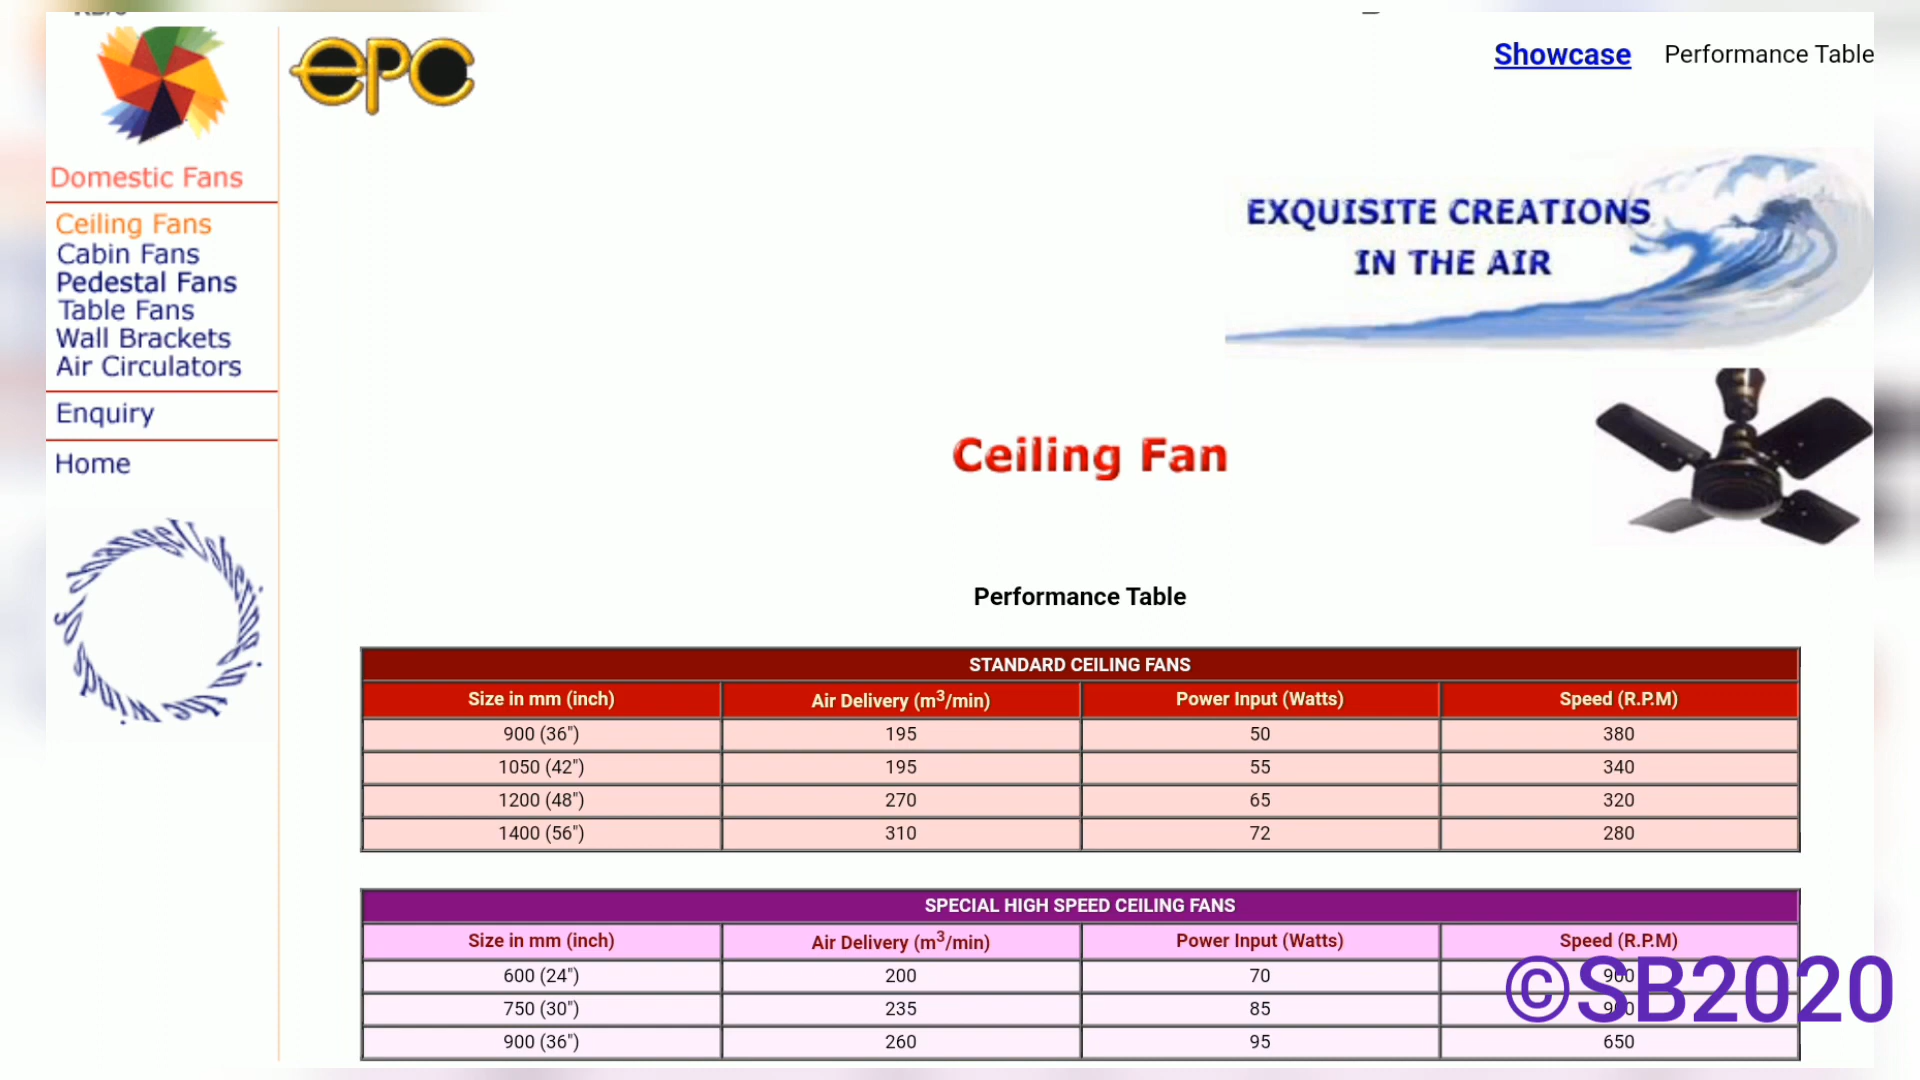 epc
Showcase Performance Table
Domestic Fans
Ceiling Fans
Cabin Fans
Pedestal Fans
Table Fans
Wall Brackets
Air Circulators
Enquiry
Home
EXQUISITE CREATIONS
IN THE AIR
Ceiling Fan
Performance Table
STANDARD CEILING FANS
Size in mm (inch) Air Delivery (m³/min) Power Input (Watts) Speed (R.P.M)
900 (36") 195 50 380
1050 (42") 195 55 340
1200 (48") 270 65 320
1400 (56") 310 72 280
SPECIAL HIGH SPEED CEILING FANS
Size in mm (inch) Air Delivery (m³/min) Power Input (Watts) Speed (R.P.M)
600 (24") 200 70
750 (30") 235 85
900 (36") 260 95 650
©SB2020